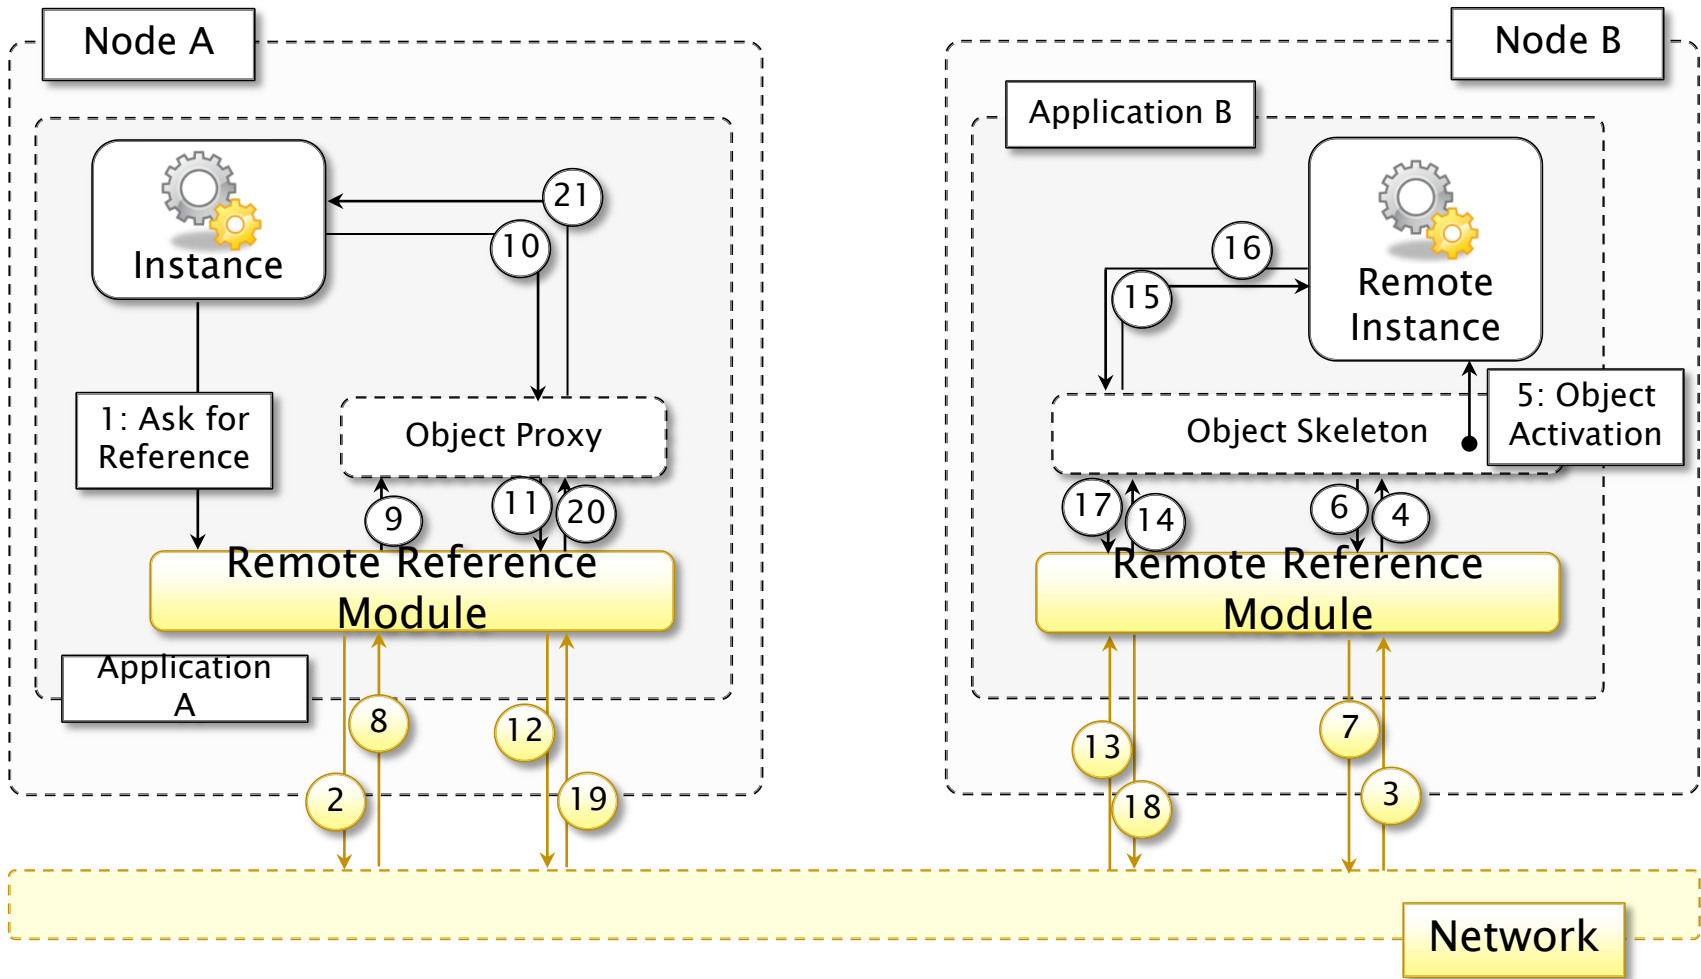 Node A
Node B
Application B
21
10
16
15
Instance
Remote
Instance
1: Ask for
Reference
Object Proxy
Object Skeleton
5: Object
Activation
9
11
20
17
14
6
4
Remote Reference
Module
Remote Reference
Module
Application
A
8
12
13
7
2
19
18
3
Network